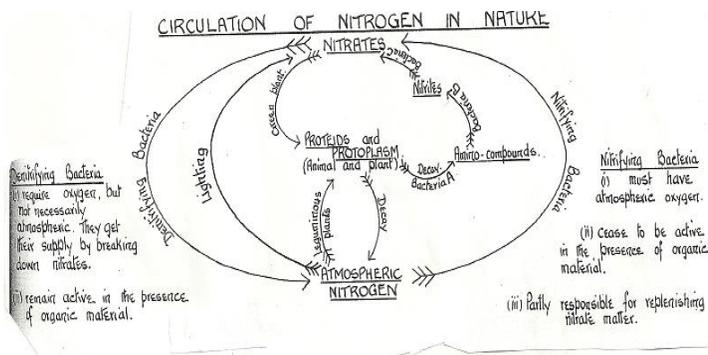 CIRCULATION OF NITROGEN IN NATURE
NITRATES
Green plant
Bacteria C
Nitrites
Bacteria B
Amino-compounds.
Decay
Bacteria A
PROTEIDS and
PROTOPLASM
(Animal and plant)
Leguminous
plants
Decay
ATMOSPHERIC
NITROGEN
Denitrifying Bacteria
Lighting
Nitrifying Bacteria
Denitrifying Bacteria
(i) require oxygen, but
not necessarily
atmospheric. They get
their supply by breaking
down nitrates.
(ii) remain active in the presence
of organic material.
Nitrifying Bacteria
(i) must have
atmospheric oxygen.
(ii) cease to be active
in the presence of organic
material.
(iii) Partly responsible for replenishing
nitrate matter.